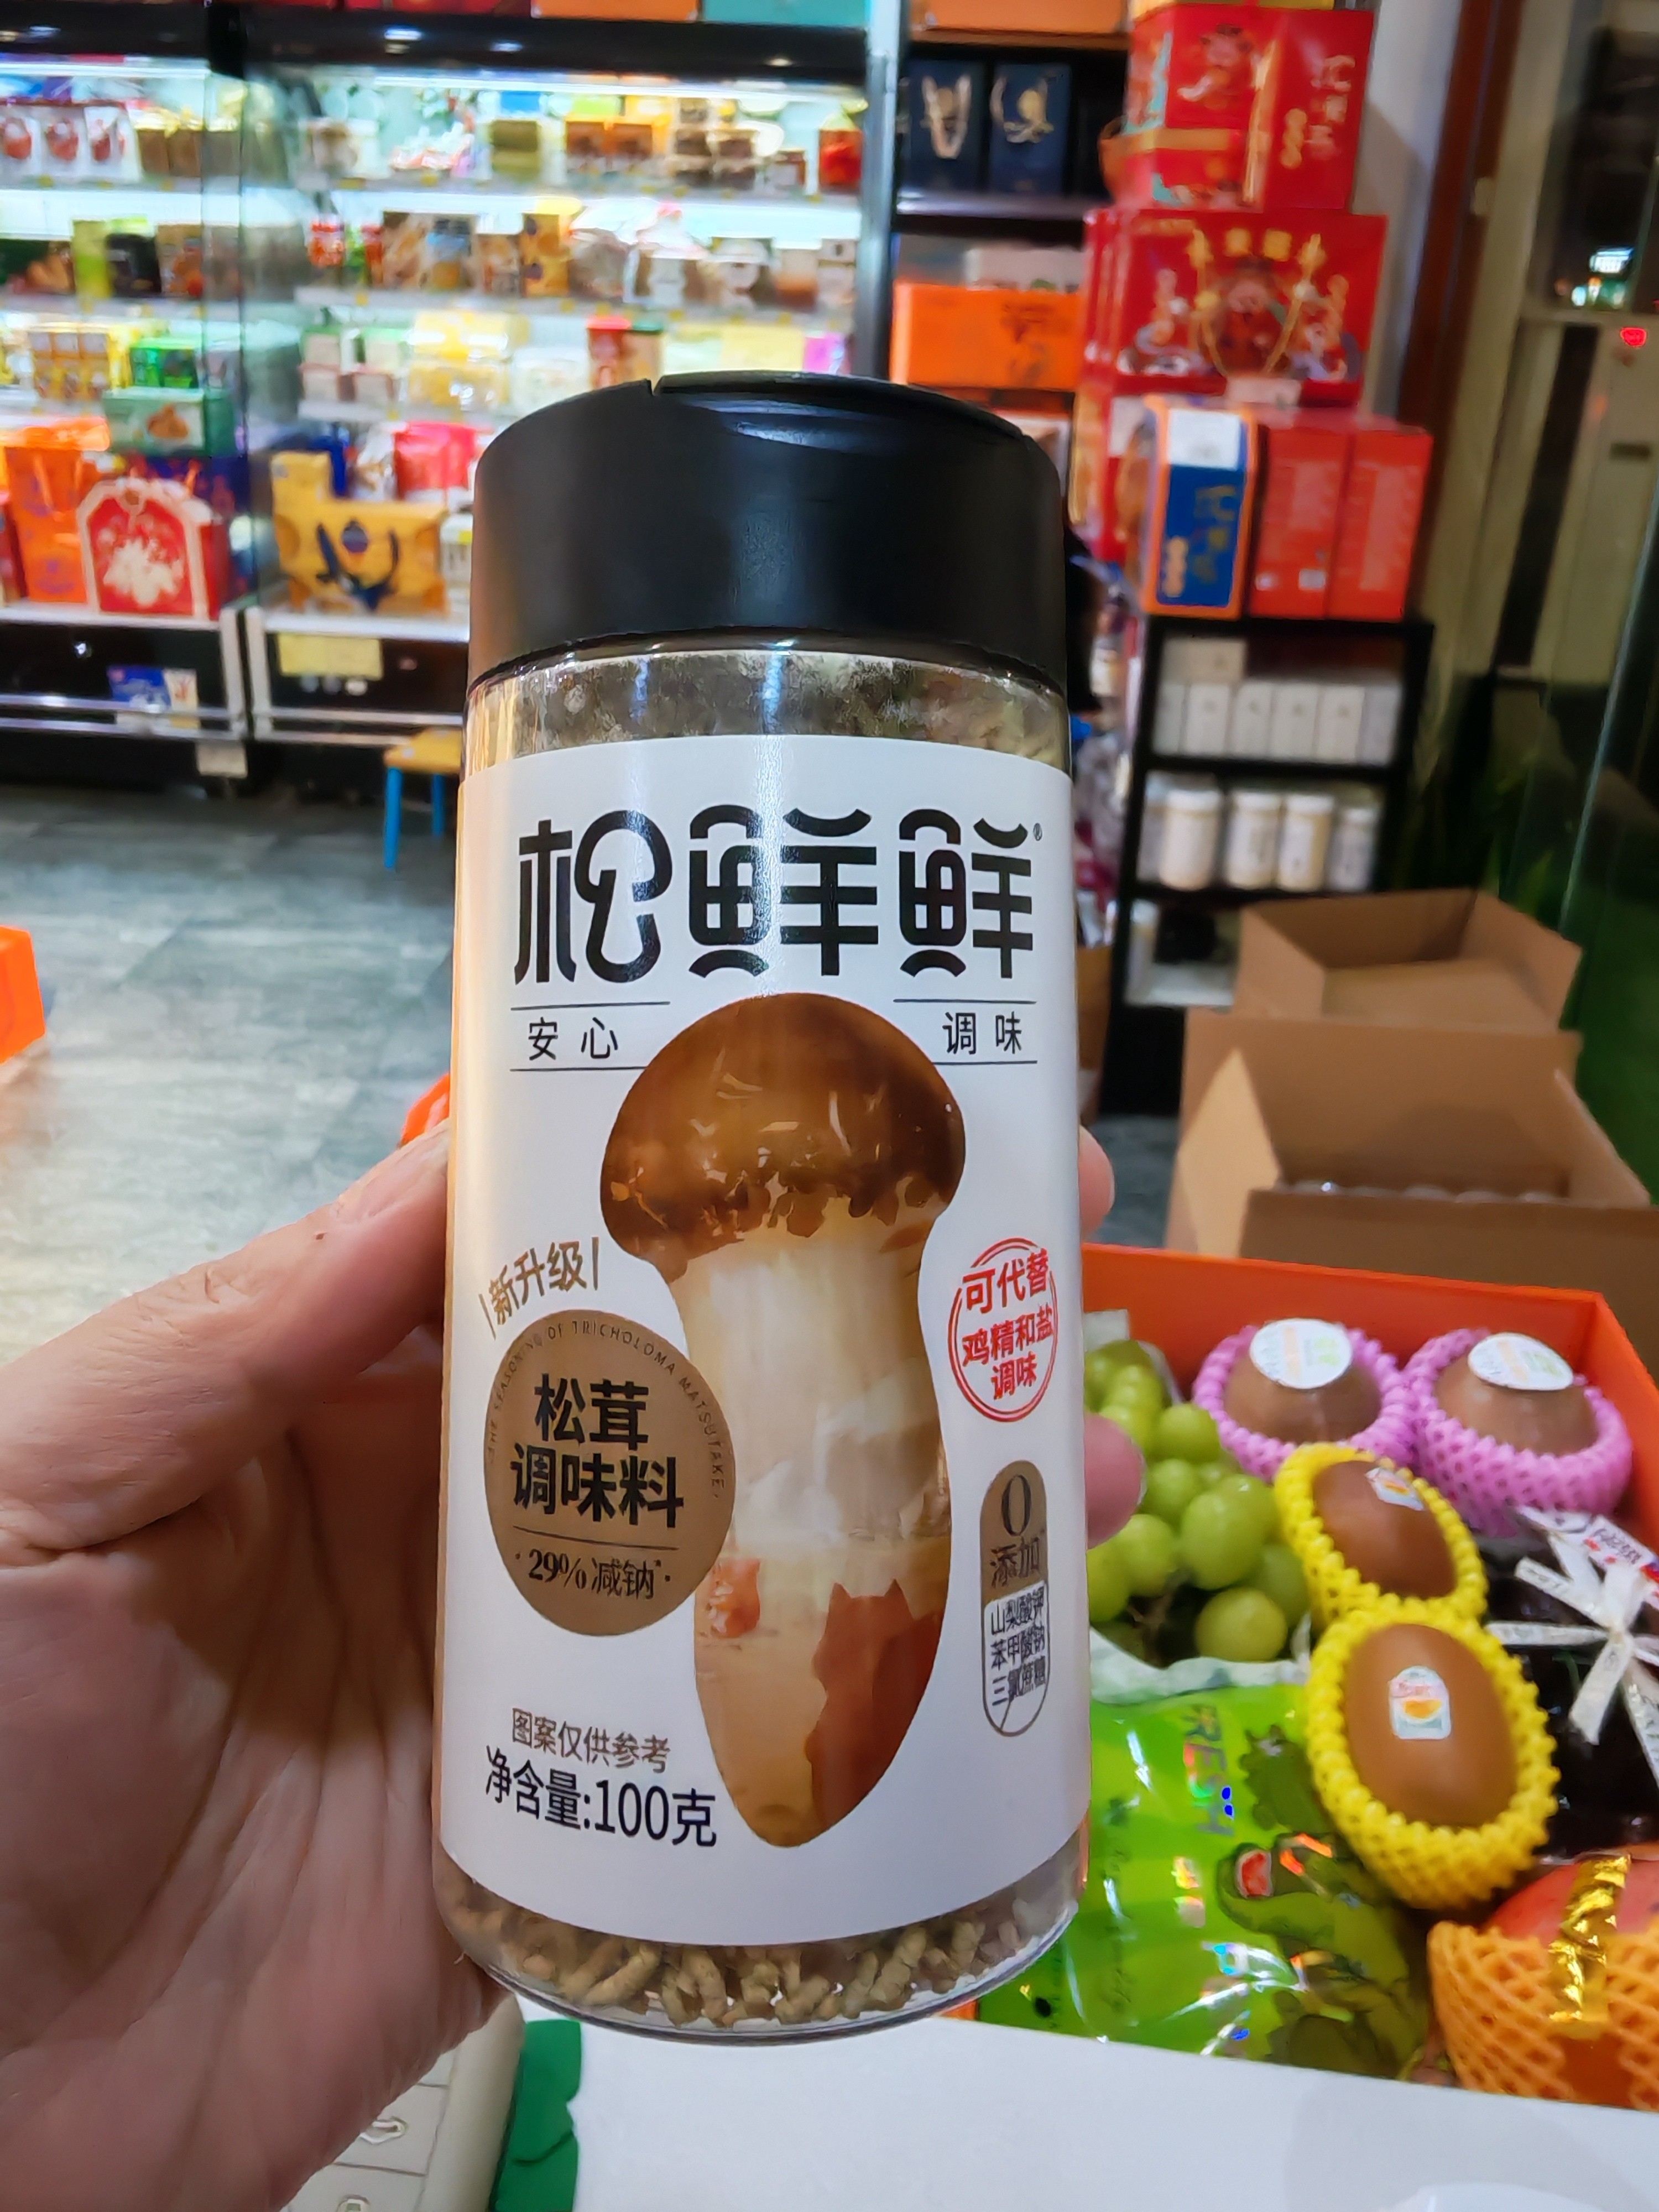 松鲜鲜®
安心 调味
新升级
THE SEASONING OF TRICHOLOMA MATSUTAKE
松茸
调味料
·29%减钠*·
可代替
鸡精和盐
调味
0
添加
山梨酸钾
苯甲酸钠
三氯蔗糖
图案仅供参考
净含量:100克
FRESH